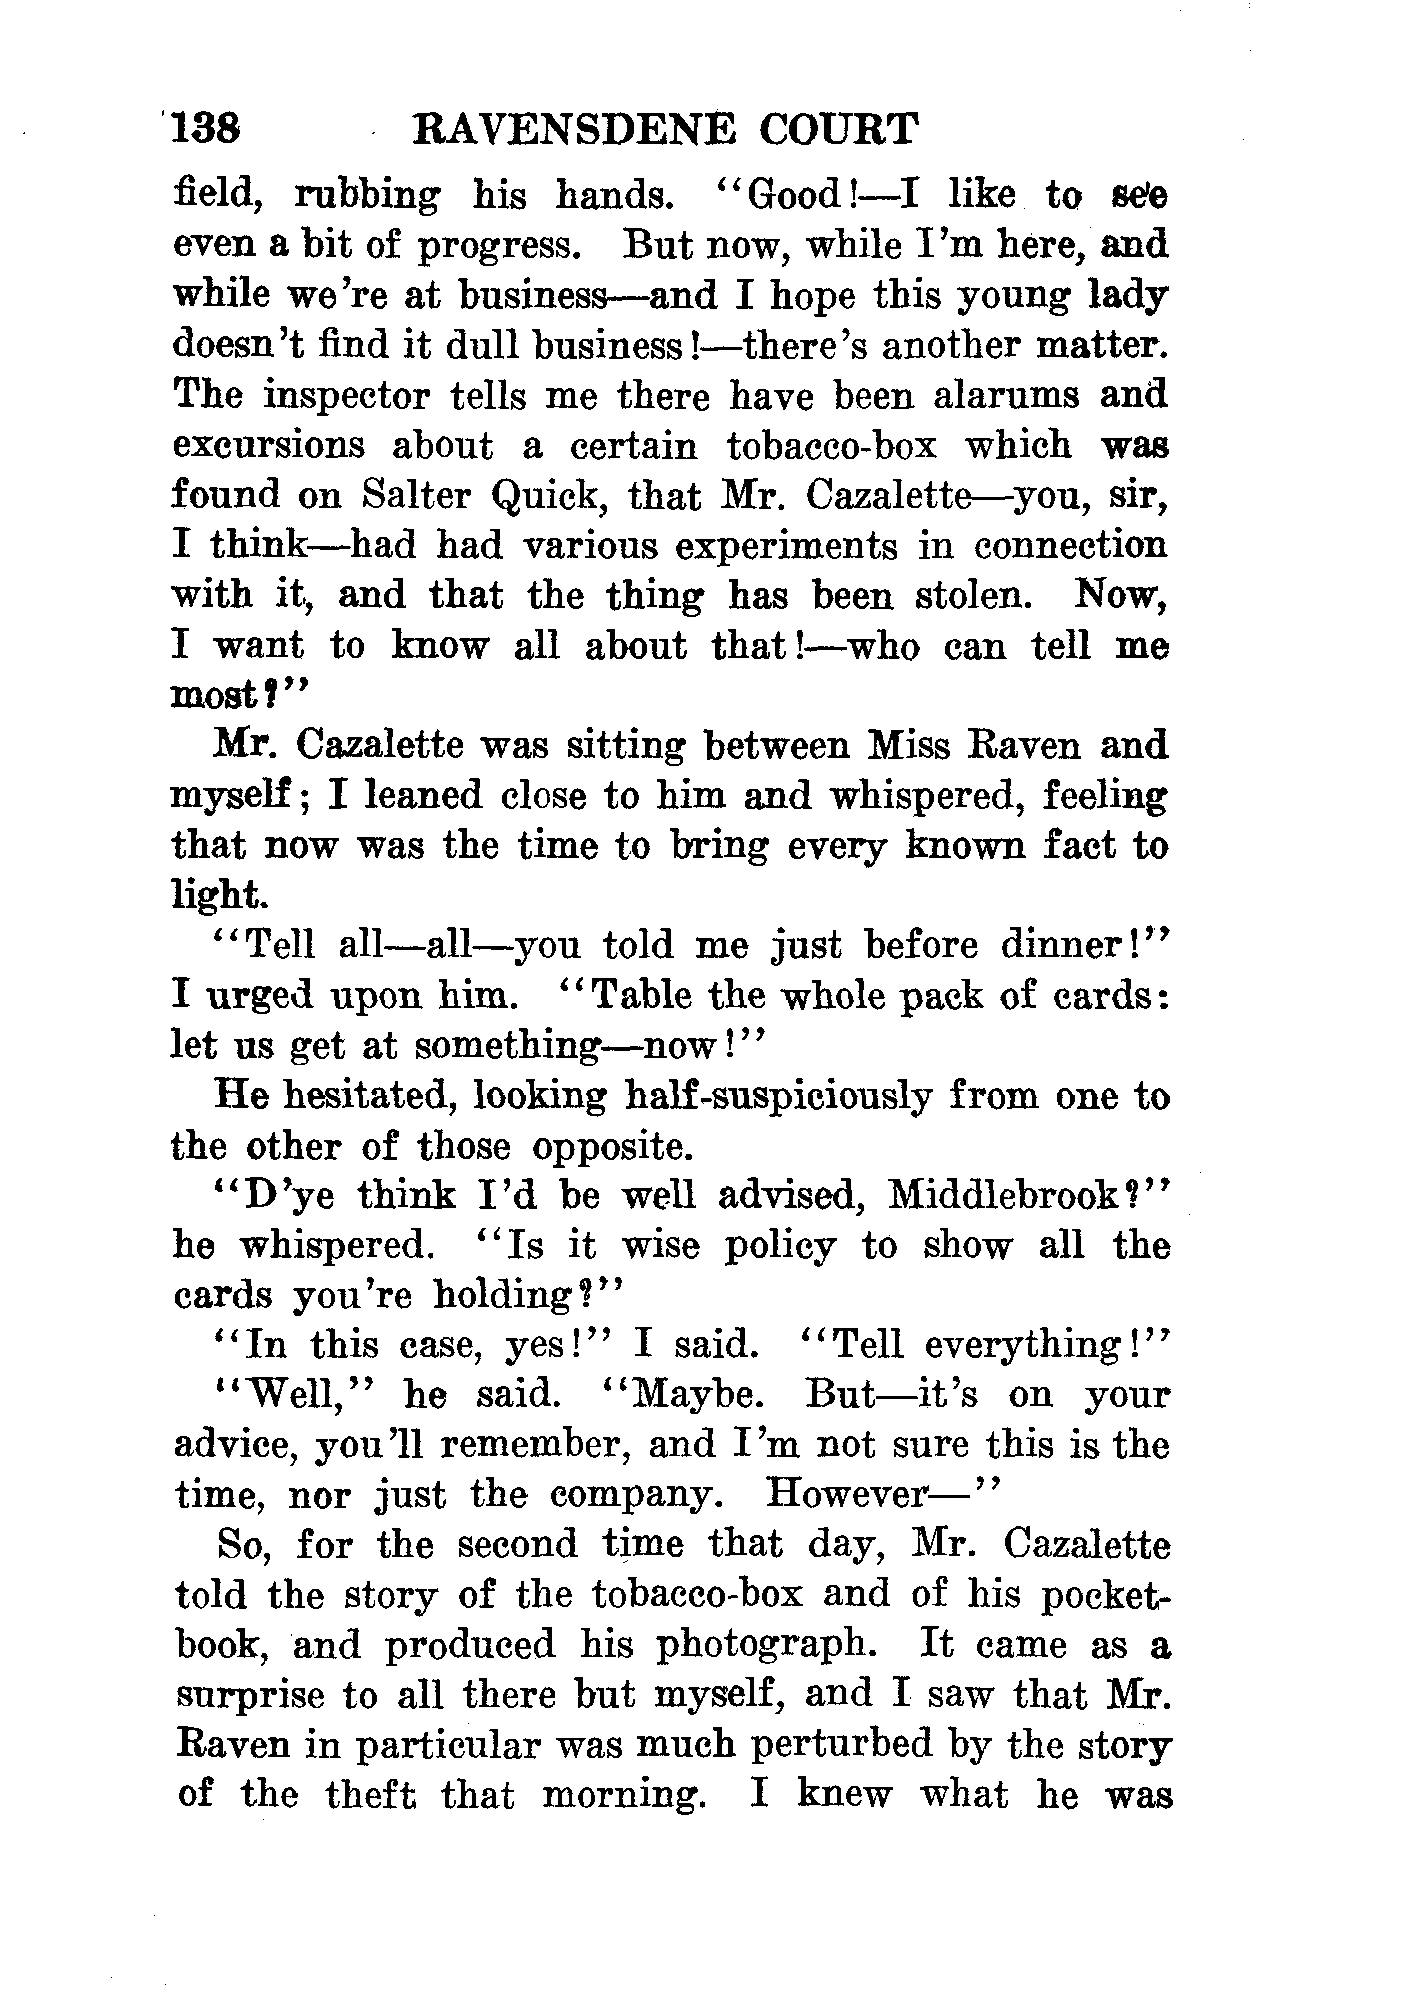 138 RAVENSDENE COURT
field, rubbing his hands. "Good!—I like to see
even a bit of progress. But now, while I'm here, and
while we're at business—and I hope this young lady
doesn't find it dull business!—there's another matter.
The inspector tells me there have been alarums and
excursions about a certain tobacco-box which was
found on Salter Quick, that Mr. Cazalette—you, sir,
I think—had had various experiments in connection
with it, and that the thing has been stolen. Now,
I want to know all about that!—who can tell me
most?"
Mr. Cazalette was sitting between Miss Raven and
myself; I leaned close to him and whispered, feeling
that now was the time to bring every known fact to
light.
"Tell all—all—you told me just before dinner!"
I urged upon him. "Table the whole pack of cards:
let us get at something—now!"
He hesitated, looking half-suspiciously from one to
the other of those opposite.
"D'ye think I'd be well advised, Middlebrook?"
he whispered. "Is it wise policy to show all the
cards you're holding?"
"In this case, yes!" I said. "Tell everything!"
"Well," he said. "Maybe. But—it's on your
advice, you'll remember, and I'm not sure this is the
time, nor just the company. However—"
So, for the second time that day, Mr. Cazalette
told the story of the tobacco-box and of his pocket-
book, and produced his photograph. It came as a
surprise to all there but myself, and I saw that Mr.
Raven in particular was much perturbed by the story
of the theft that morning. I knew what he was